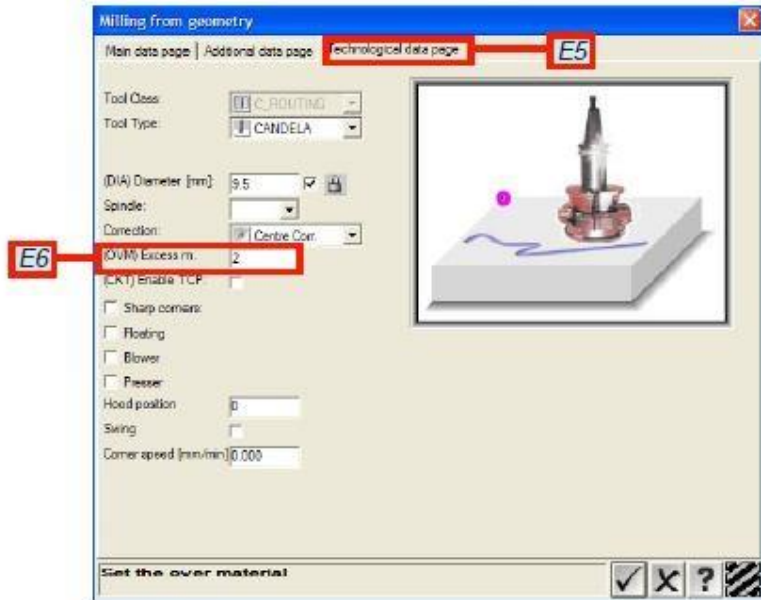 Milling from geometry
Main data page | Additional data page Technological data page E5
Tool Class: C_ROUTING
Tool Type: CANDELA
(DIA) Diameter [mm]: 9.5
Spindle:
Correction: Centre Corr.
E6 (OVM) Excess m. 2
(CKT) Enable TCP:
Sharp corners:
Floating
Blower
Presser
Hood position 0
Swing
Corner speed [mm/min] 0.000
Set the over material